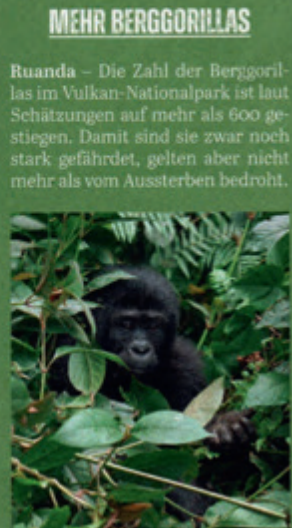 MEHR BERGGORILLAS
Ruanda – Die Zahl der Berggoril-
las im Vulkan-Nationalpark ist laut
Schätzungen auf mehr als 600 ge-
stiegen. Damit sind sie zwar noch
stark gefährdet, gelten aber nicht
mehr als vom Aussterben bedroht.